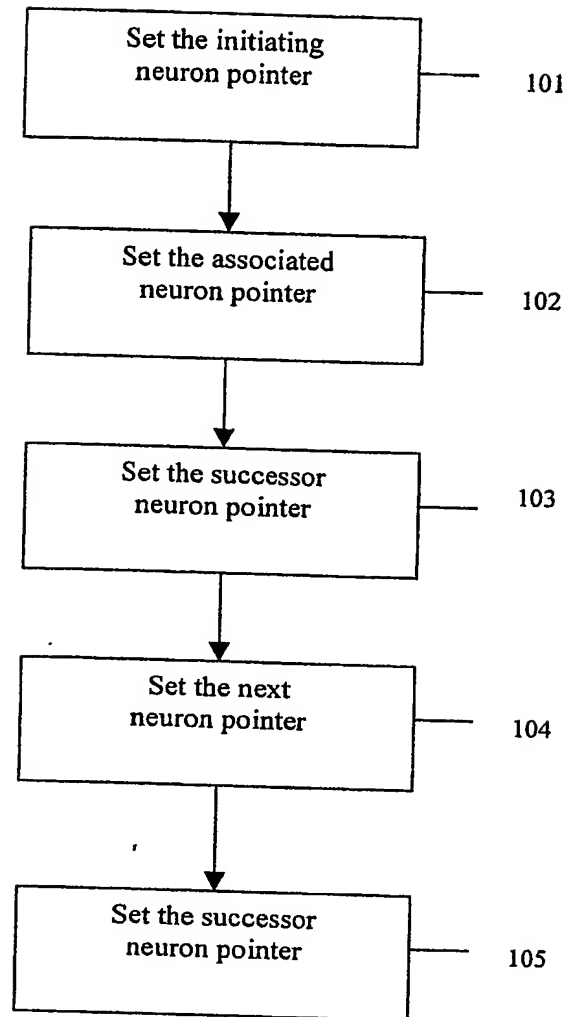 Set the initiating
neuron pointer
101
Set the associated
neuron pointer
102
Set the successor
neuron pointer
103
Set the next
neuron pointer
104
Set the successor
neuron pointer
105